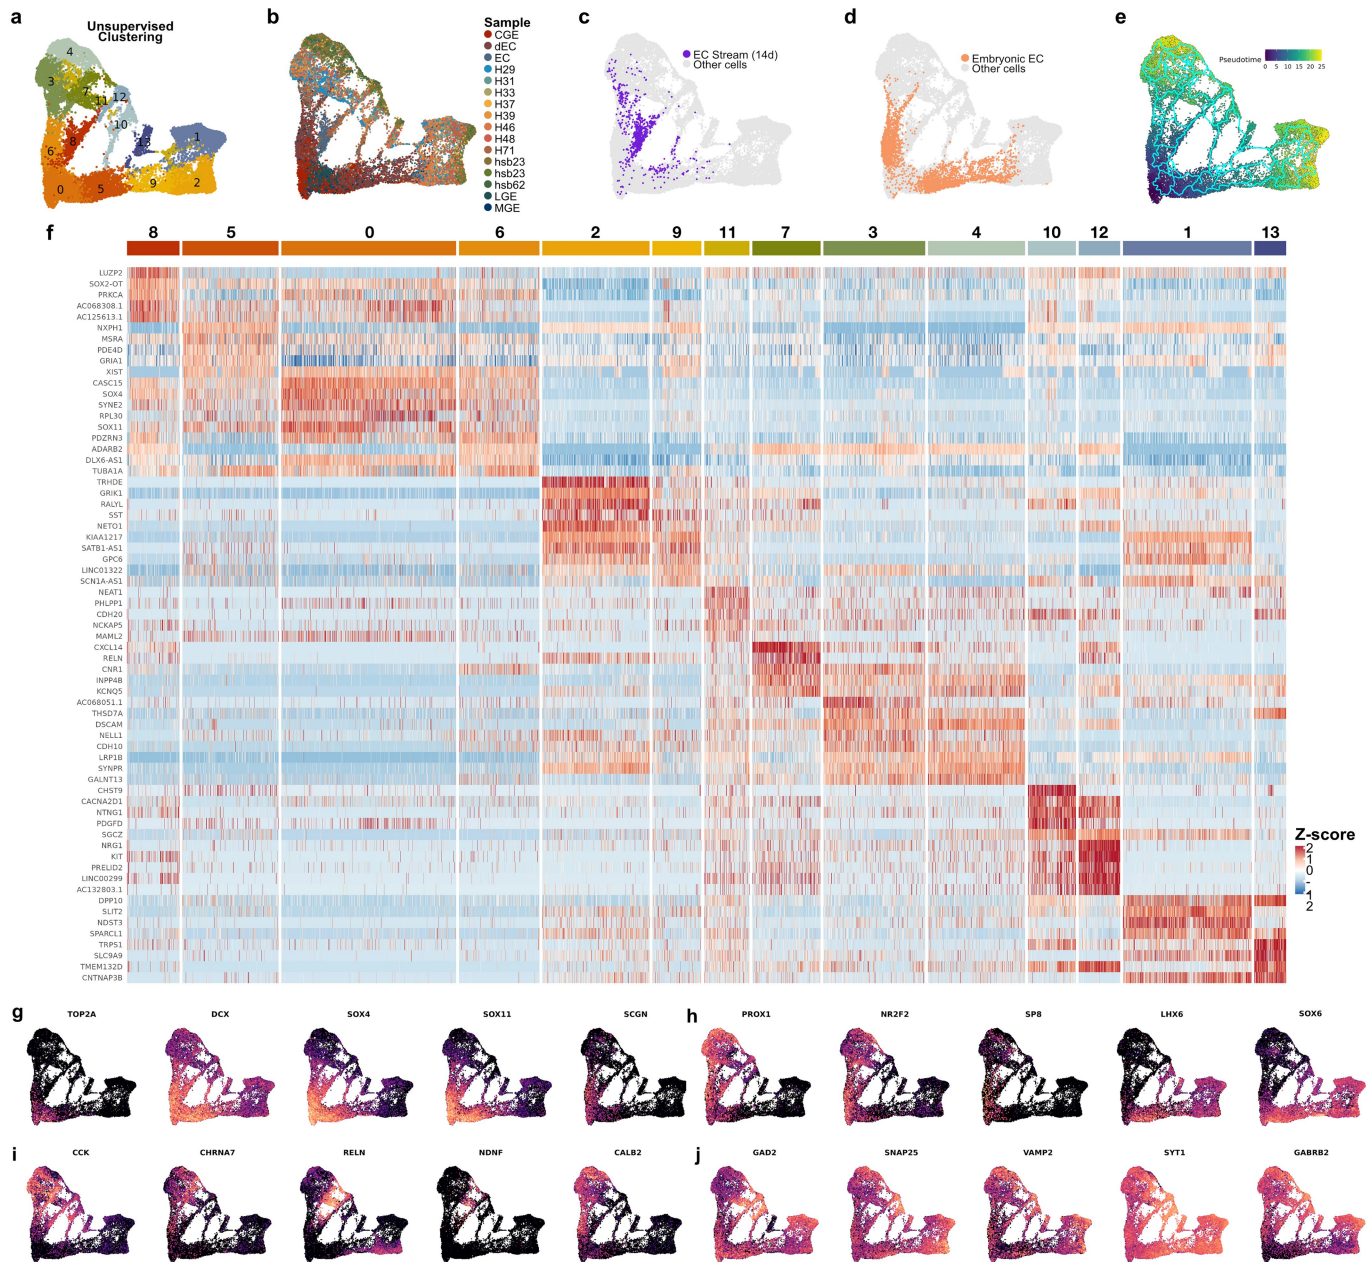 a
Unsupervised
Clustering
4
3
7
11
12
10
8
6
13
1
0
5
9
2
b
Sample
CGE
dEC
EC
H29
H31
H33
H37
H39
H46
H48
H71
hsb23
hsb23
hsb62
LGE
MGE
c
EC Stream (14d)
Other cells
d
Embryonic EC
Other cells
e
Pseudotime
0 5 10 15 20 25
f
8 5 0 6 2 9 11 7 3 4 10 12 1 13
LUZP2
SOX2-OT
PRKCA
AC068308.1
AC125613.1
NXPH1
MSRA
PDE4D
GRIA1
XIST
CASC15
SOX4
SYNE2
RPL30
SOX11
PDZRN3
ADARB2
DLX6-AS1
TUBA1A
TRHDE
GRIK1
RALYL
SST
NETO1
KIAA1217
SATB1-AS1
GPC6
LINC01322
SCN1A-AS1
NEAT1
PHLPP1
CDH20
NCKAP5
MAML2
CXCL14
RELN
CNR1
INPP4B
KCNQ5
AC068051.1
THSD7A
DSCAM
NELL1
CDH10
LRP1B
SYNPR
GALNT13
CHST9
CACNA2D1
NTNG1
PDGFD
SGCZ
NRG1
KIT
PRELID2
LINC00299
AC132803.1
DPP10
SLIT2
NDST3
SPARCL1
TRPS1
SLC9A9
TMEM132D
CNTNAP3B
Z-score
2
1
0
-
1
-
2
g
TOP2A DCX SOX4 SOX11 SCGN
h
PROX1 NR2F2 SP8 LHX6 SOX6
i
CCK CHRNA7 RELN NDNF CALB2
j
GAD2 SNAP25 VAMP2 SYT1 GABRB2